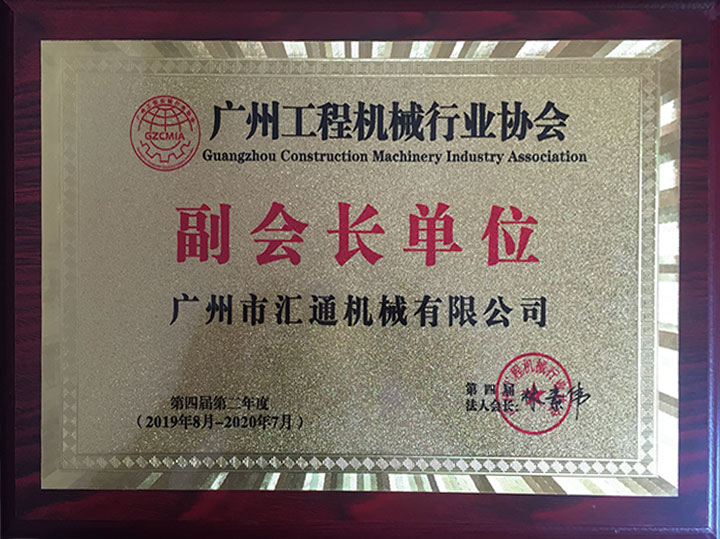 GZCMIA
广州工程机械行业协会
Guangzhou Construction Machinery Industry Association
副会长单位
广州市汇通机械有限公司
第四届第二年度
(2019年8月-2020年7月)
第四届
法人会长: